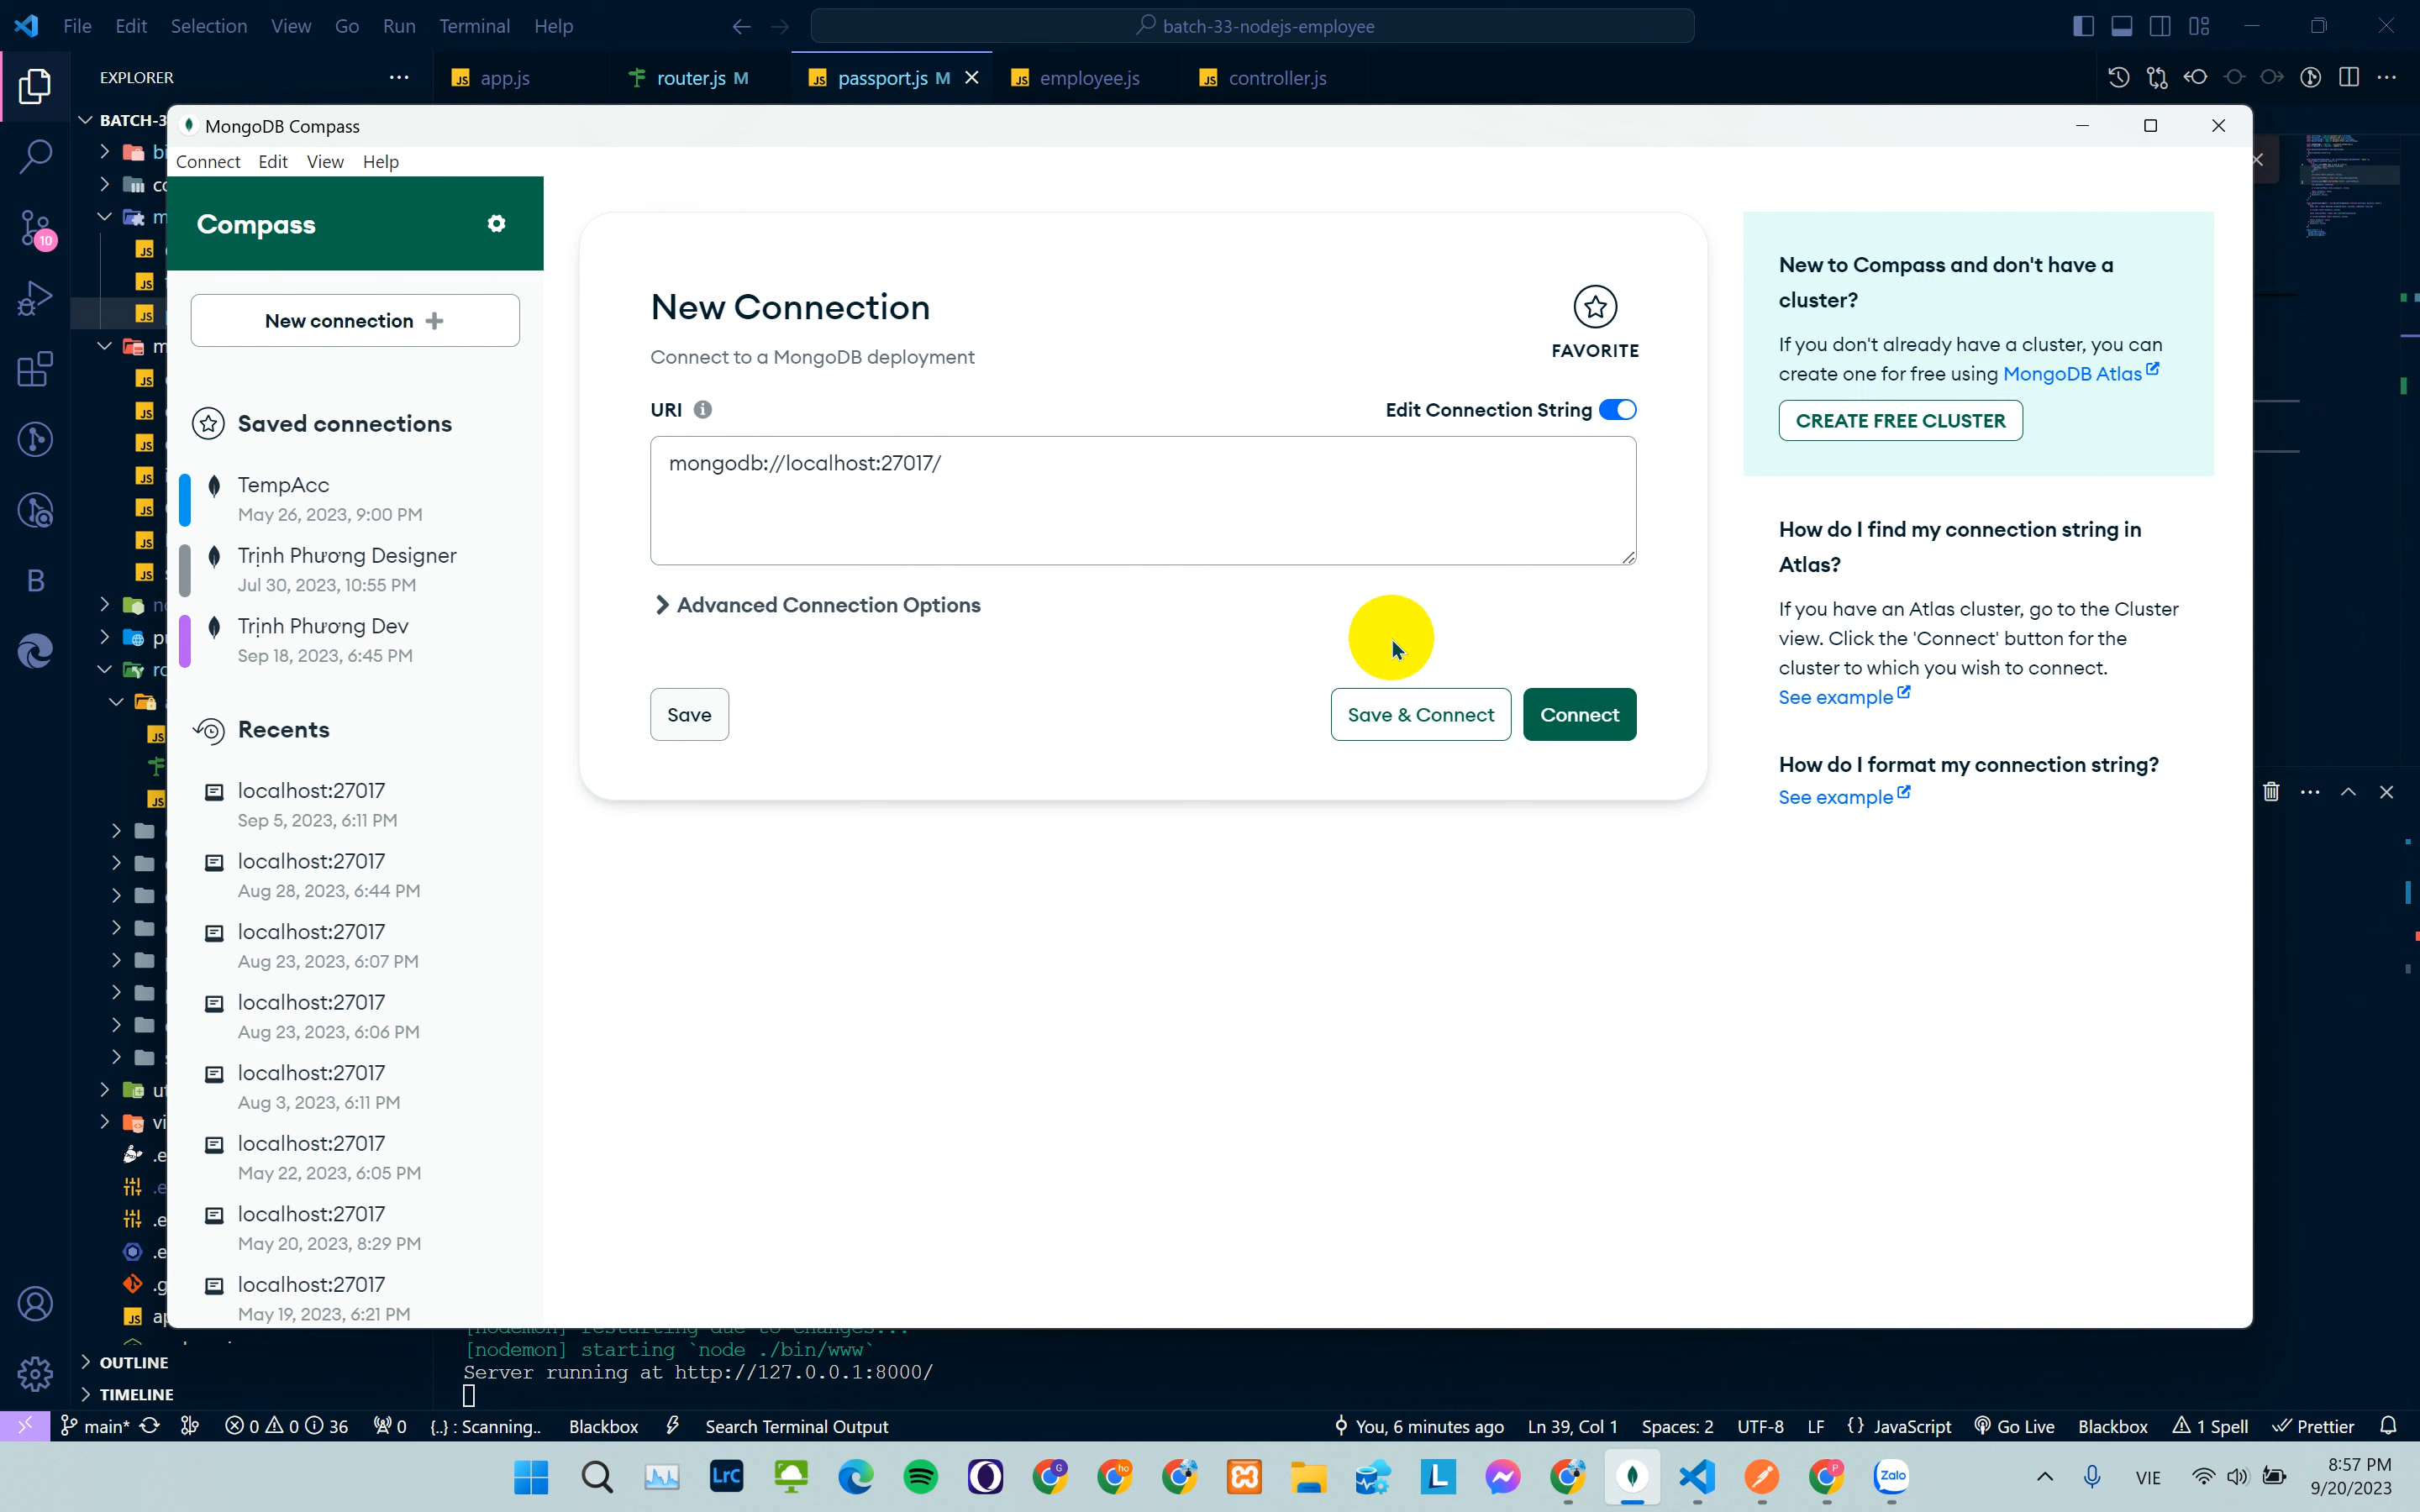 File Edit Selection View Go Run Terminal Help
batch-33-nodejs-employee
EXPLORER
app.js
router.js M
passport.js M
employee.js
controller.js
BATCH-3
MongoDB Compass
Connect Edit View Help
Compass
New connection
Saved connections
TempAcc
May 26, 2023, 9:00 PM
Trịnh Phương Designer
Jul 30, 2023, 10:55 PM
Trịnh Phương Dev
Sep 18, 2023, 6:45 PM
Recents
localhost:27017
Sep 5, 2023, 6:11 PM
localhost:27017
Aug 28, 2023, 6:44 PM
localhost:27017
Aug 23, 2023, 6:07 PM
localhost:27017
Aug 23, 2023, 6:06 PM
localhost:27017
Aug 3, 2023, 6:11 PM
localhost:27017
May 22, 2023, 6:05 PM
localhost:27017
May 20, 2023, 8:29 PM
localhost:27017
May 19, 2023, 6:21 PM
New Connection
Connect to a MongoDB deployment
FAVORITE
URI
Edit Connection String
mongodb://localhost:27017/
Advanced Connection Options
Save
Save & Connect
Connect
New to Compass and don't have a
cluster?
If you don't already have a cluster, you can
create one for free using MongoDB Atlas
CREATE FREE CLUSTER
How do I find my connection string in
Atlas?
If you have an Atlas cluster, go to the Cluster
view. Click the 'Connect' button for the
cluster to which you wish to connect.
See example
How do I format my connection string?
See example
[nodemon] restarting due to changes...
[nodemon] starting `node ./bin/www`
Server running at http://127.0.0.1:8000/
OUTLINE
TIMELINE
10
B
main* 0 0 36 0 {..} : Scanning.. Blackbox Search Terminal Output
You, 6 minutes ago Ln 39, Col 1 Spaces: 2 UTF-8 LF {} JavaScript Go Live Blackbox 1 Spell Prettier
LrC
G
ho
L
P
Zalo
VIE
8:57 PM
9/20/2023